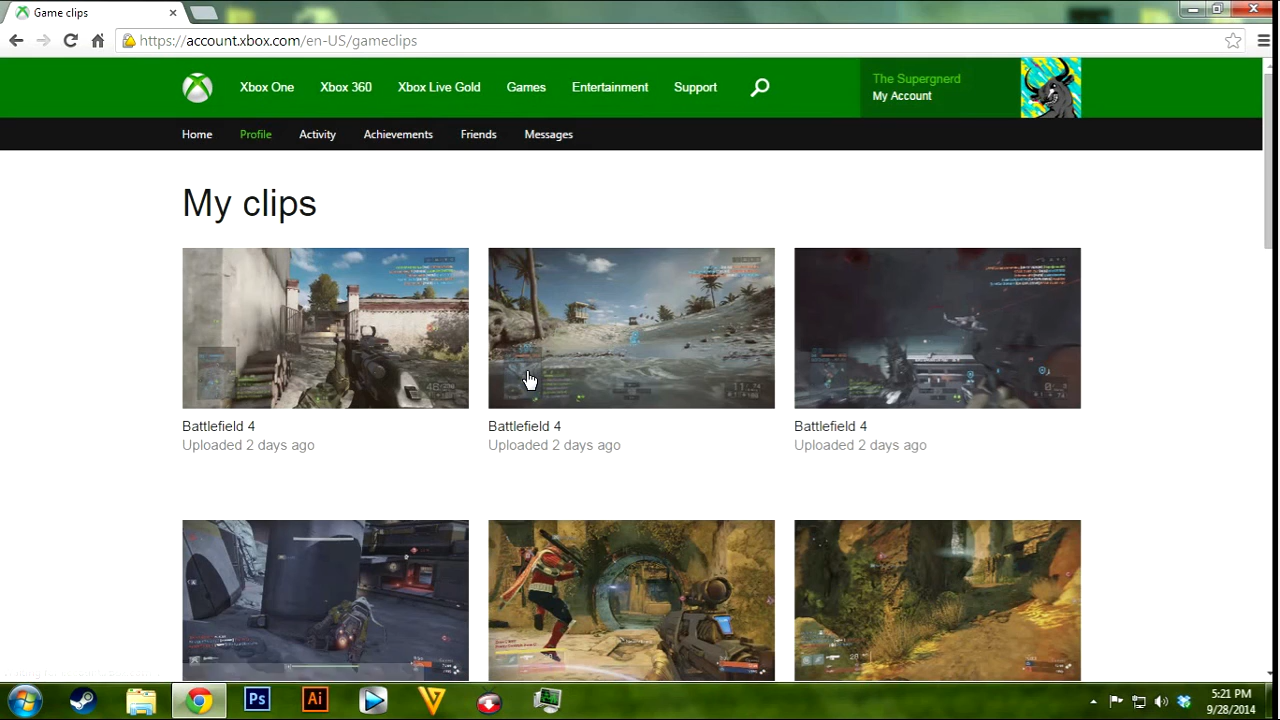 Game clips
https://account.xbox.com/en-US/gameclips
Xbox One Xbox 360 Xbox Live Gold Games Entertainment Support
The Supergnerd
My Account
Home Profile Activity Achievements Friends Messages
My clips
Battlefield 4
Uploaded 2 days ago
Battlefield 4
Uploaded 2 days ago
Battlefield 4
Uploaded 2 days ago
Ps
Ai
5:21 PM
9/28/2014